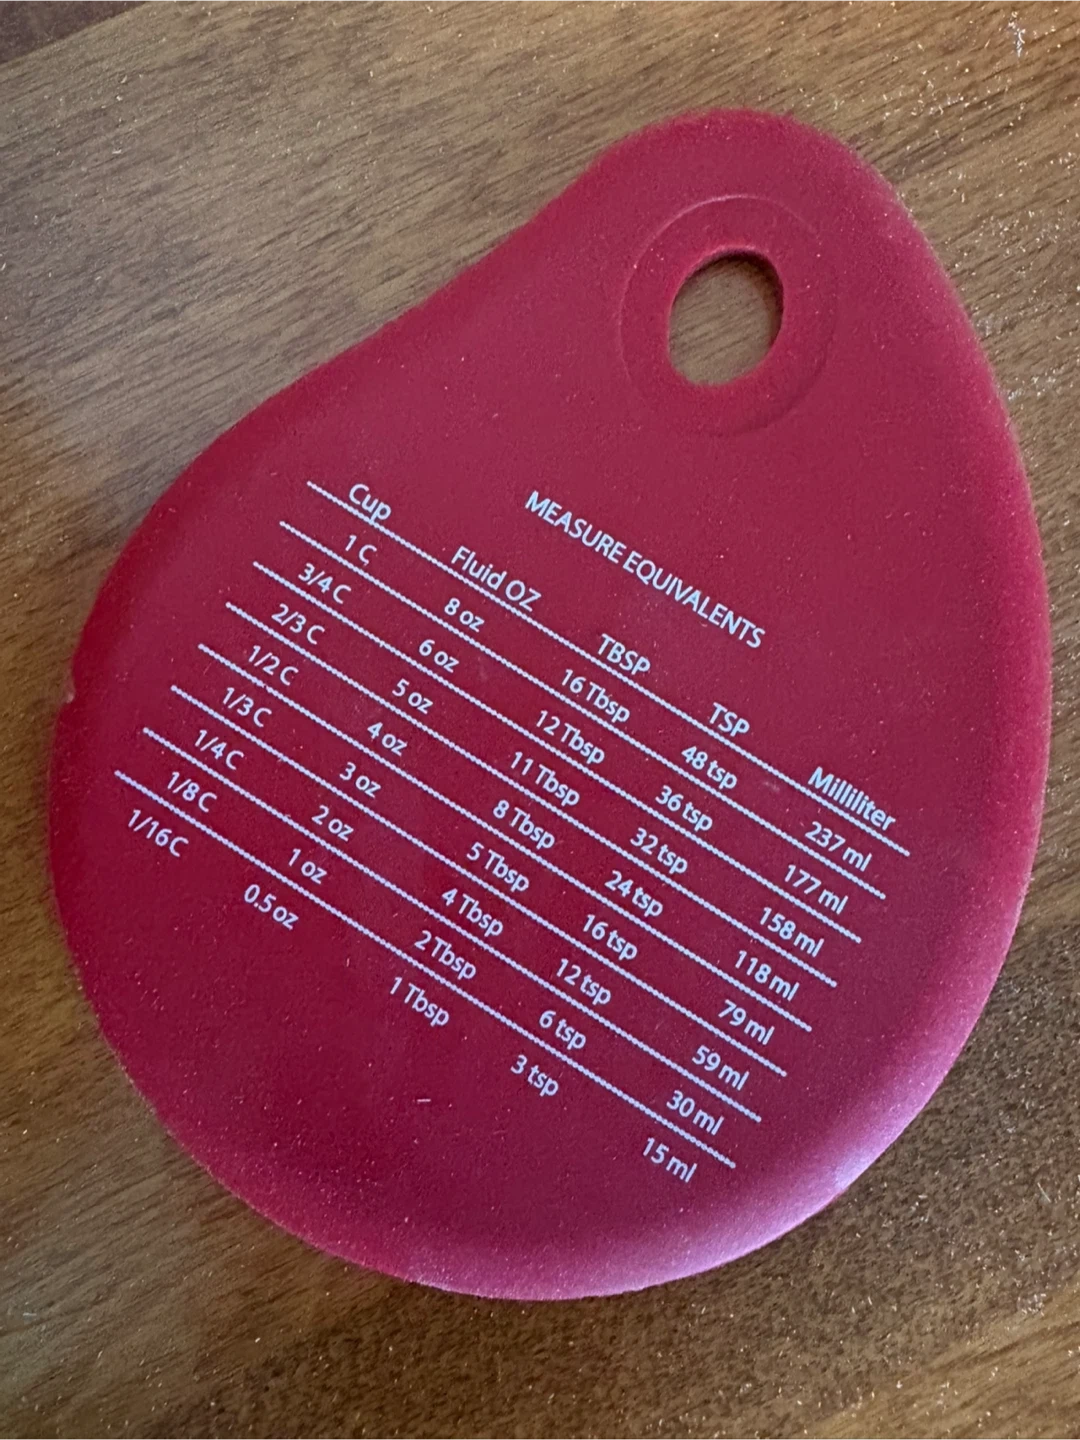 MEASURE EQUIVALENTS
Cup Fluid OZ TBSP TSP Milliliter
1 C 8 oz 16 Tbsp 48 tsp 237 ml
3/4 C 6 oz 12 Tbsp 36 tsp 177 ml
2/3 C 5 oz 11 Tbsp 32 tsp 158 ml
1/2 C 4 oz 8 Tbsp 24 tsp 118 ml
1/3 C 3 oz 5 Tbsp 16 tsp 79 ml
1/4 C 2 oz 4 Tbsp 12 tsp 59 ml
1/8 C 1 oz 2 Tbsp 6 tsp 30 ml
1/16 C 0.5 oz 1 Tbsp 3 tsp 15 ml